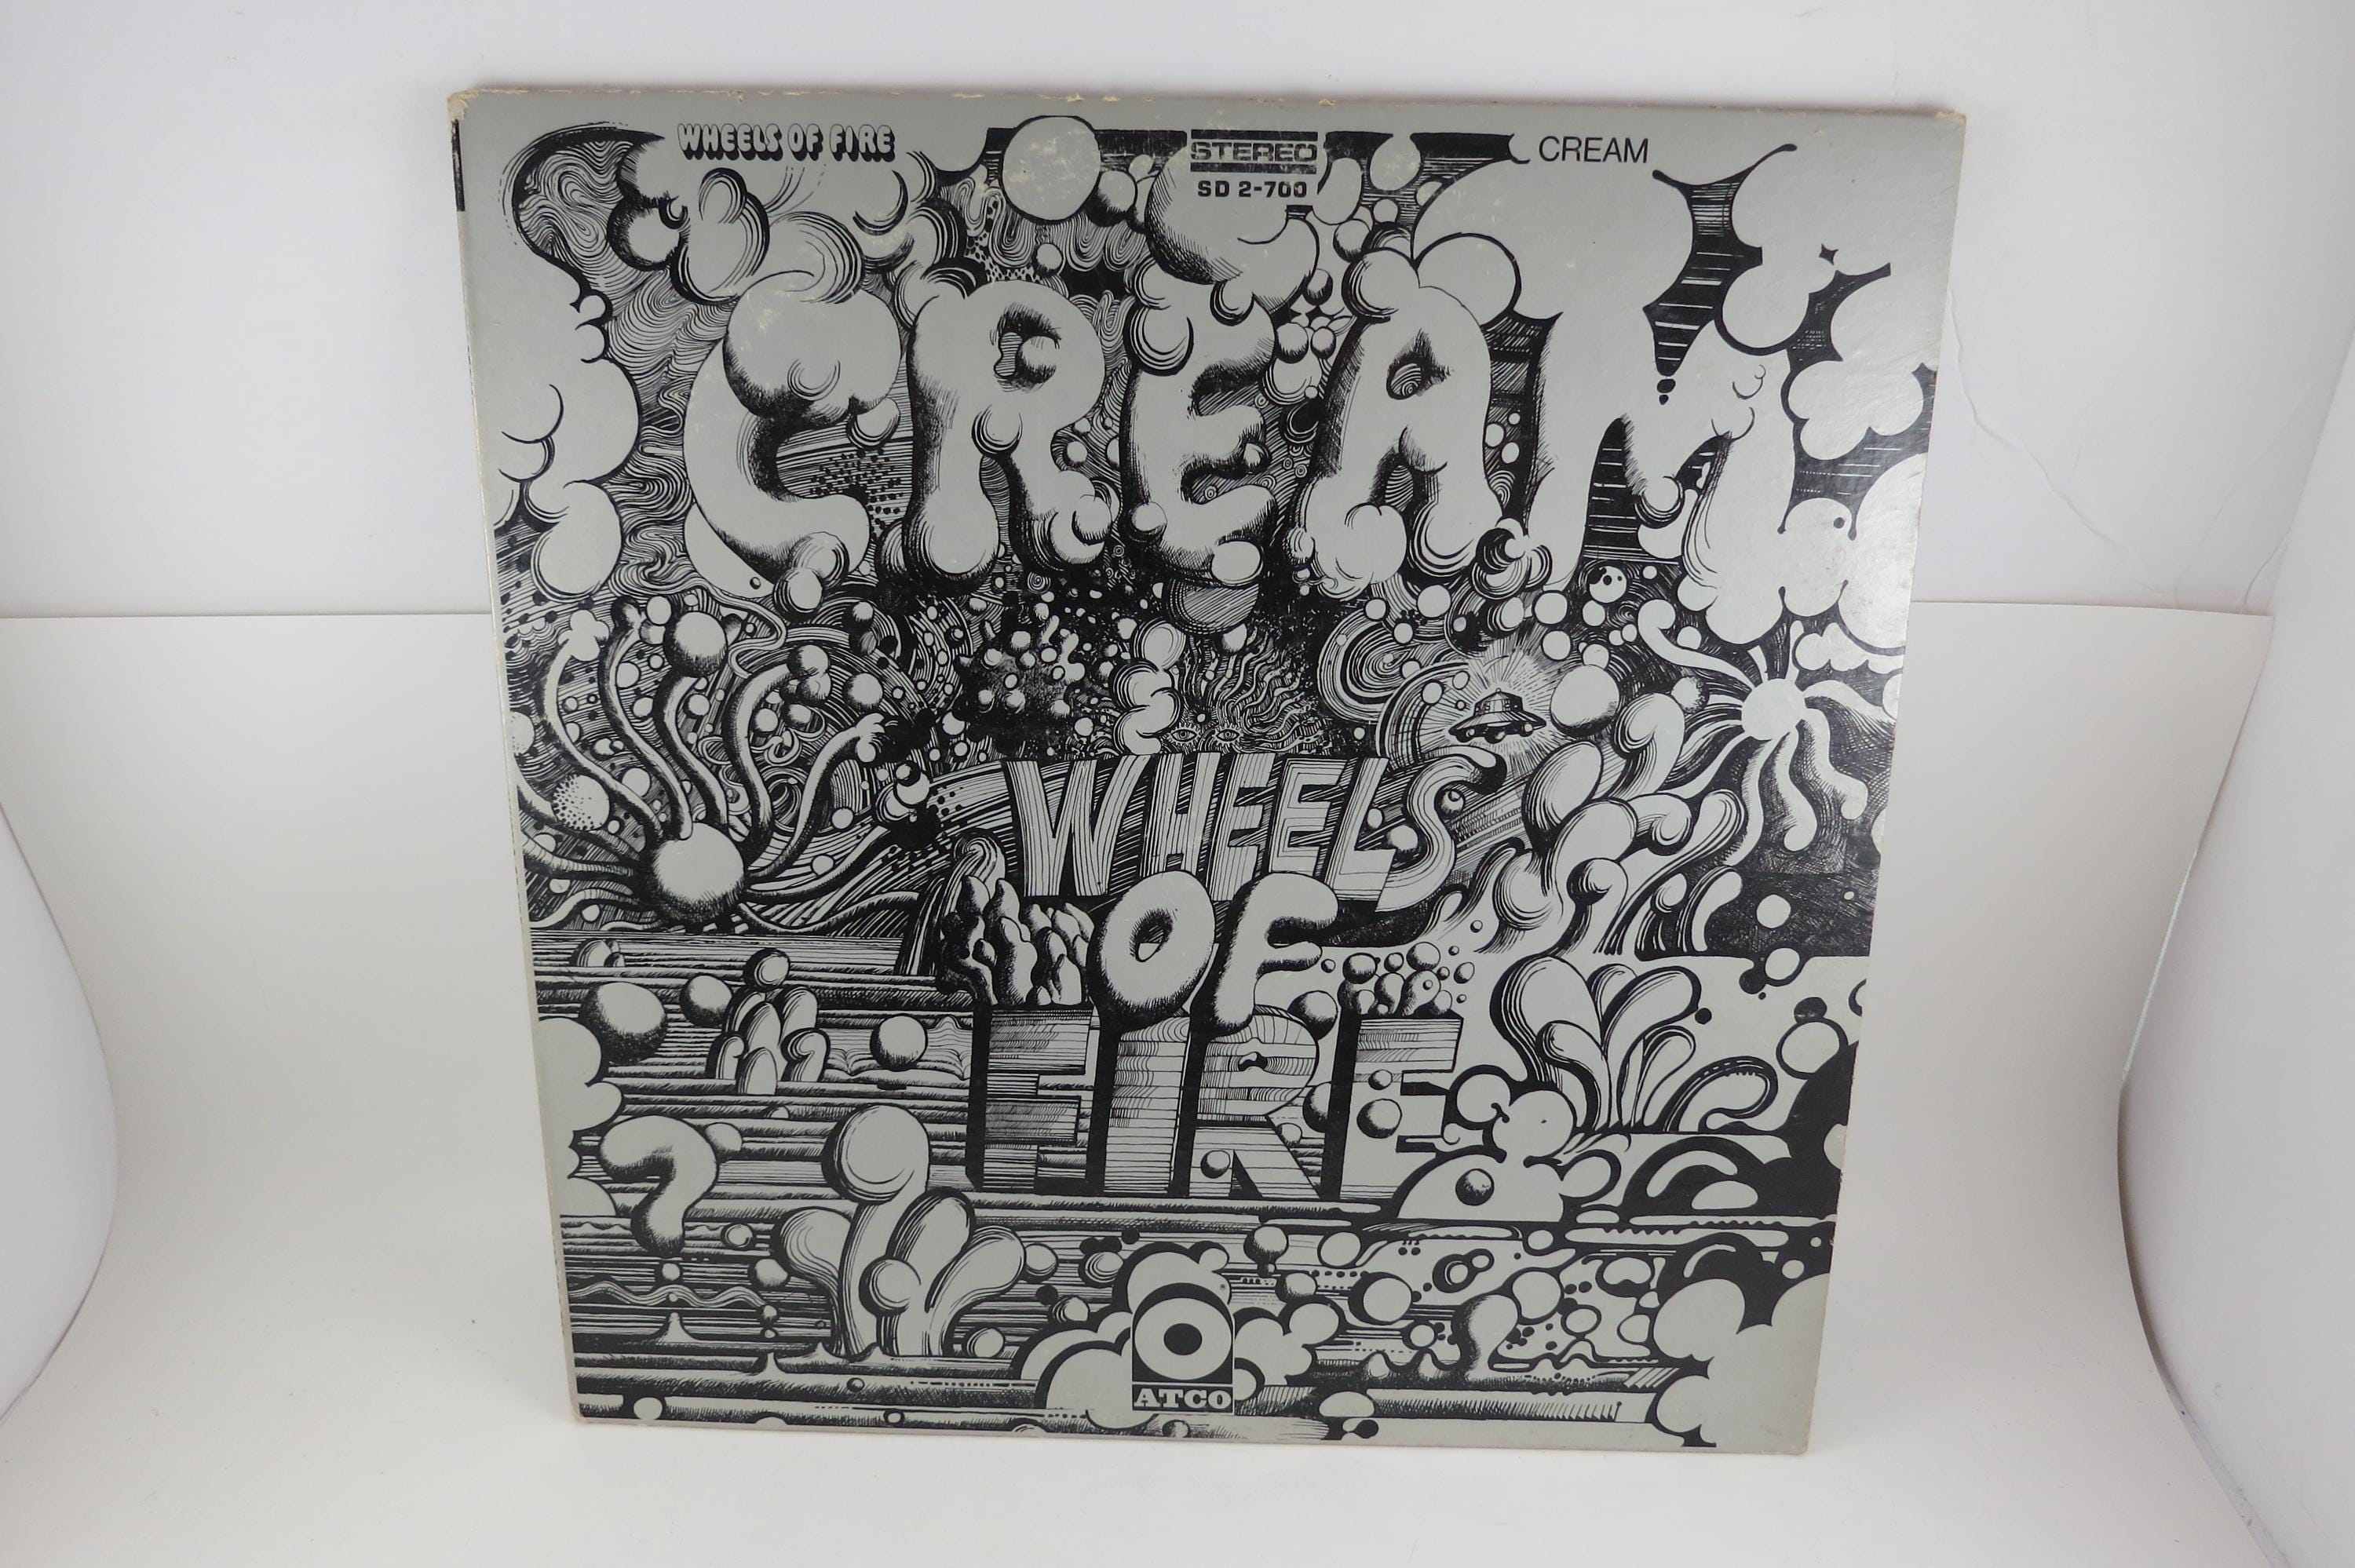 WHEELS OF FIRE
STEREO
SD 2-700
CREAM
CREAM
WHEELS
OF
FIRE
ATCO